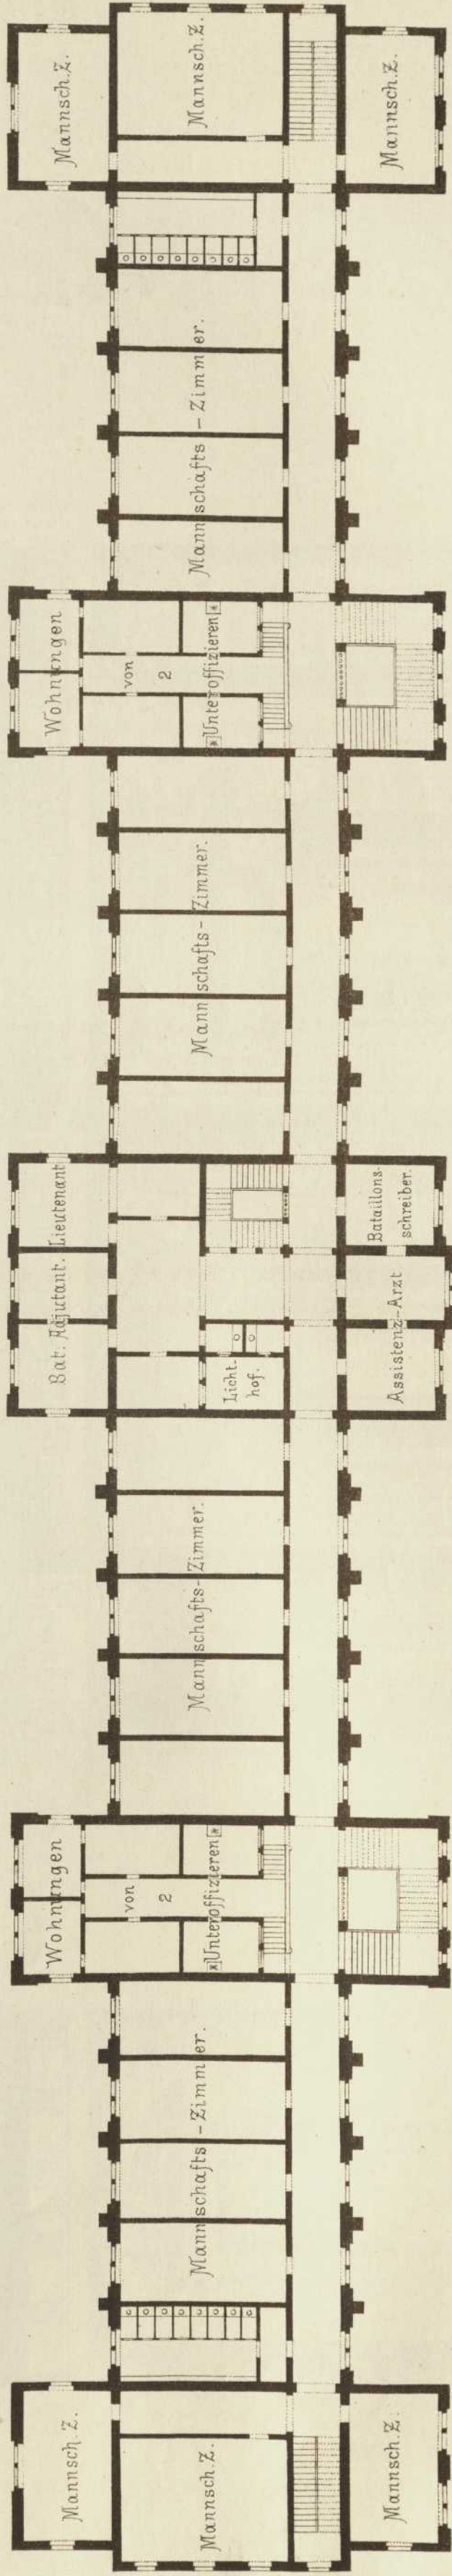 Mannsch. Z.
Mannsch. Z.
Mannsch. Z.
Mannschafts - Zimmer.
Wohnungen
von
2
Unteroffizieren
Mannschafts - Zimmer.
Bat. Adjutant.
Lieutenant
Licht.
hof.
Bataillons-
schreiber.
Assistenz-Arzt
Mannschafts - Zimmer.
Wohnungen
von
2
Unteroffizieren
Mannschafts - Zimmer.
Mannsch. Z.
Mannsch. Z.
Mannsch. Z.